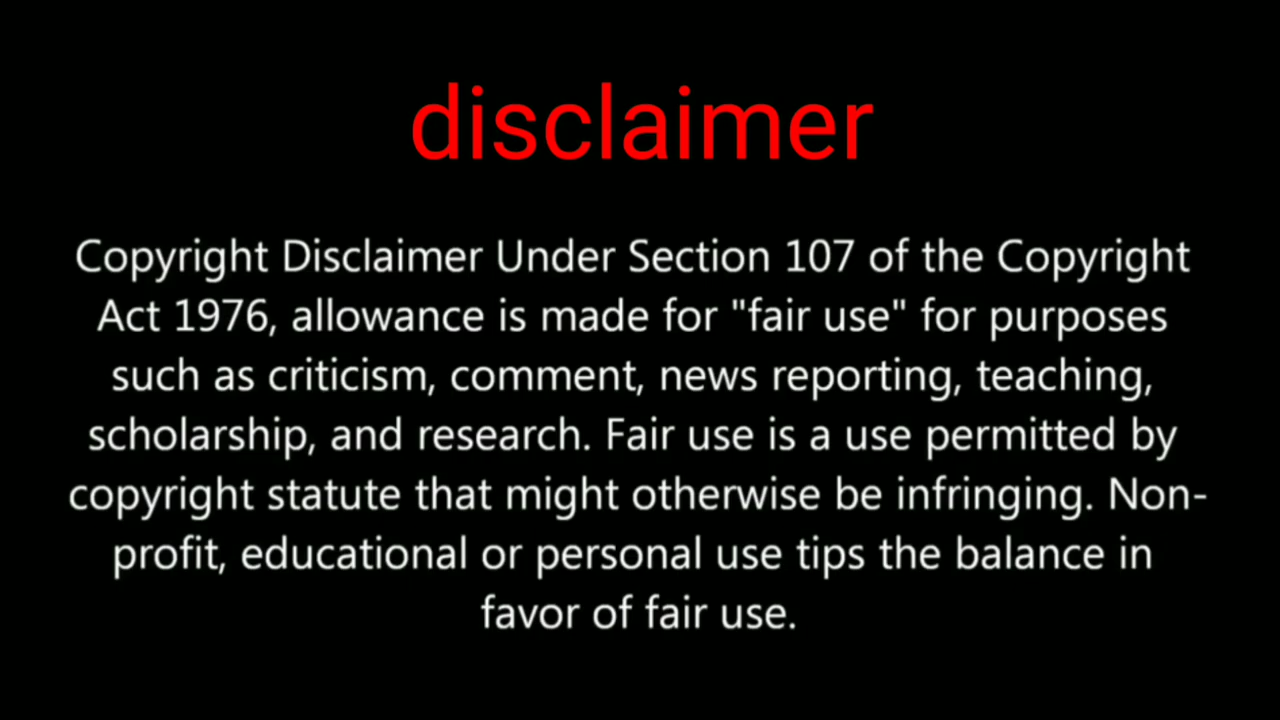 disclaimer
Copyright Disclaimer Under Section 107 of the Copyright
Act 1976, allowance is made for "fair use" for purposes
such as criticism, comment, news reporting, teaching,
scholarship, and research. Fair use is a use permitted by
copyright statute that might otherwise be infringing. Non-
profit, educational or personal use tips the balance in
favor of fair use.